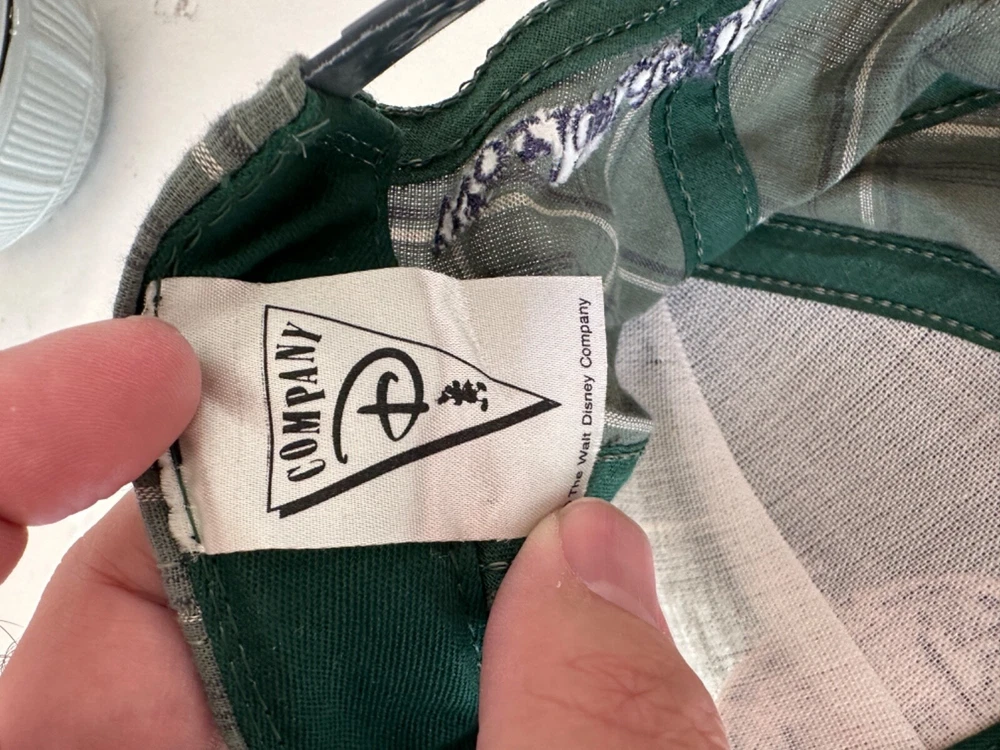 COMPANY
D
The Walt Disney Company